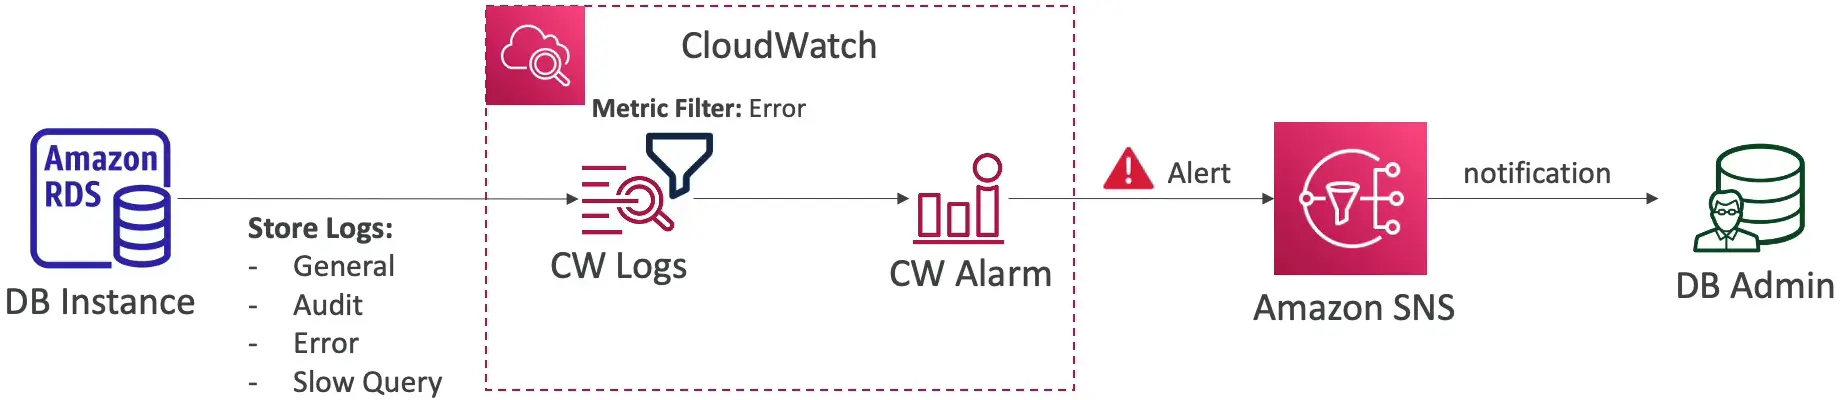 CloudWatch
Metric Filter: Error
Amazon
RDS
DB Instance
Store Logs:
- General
- Audit
- Error
- Slow Query
CW Logs
CW Alarm
Alert
Amazon SNS
notification
DB Admin